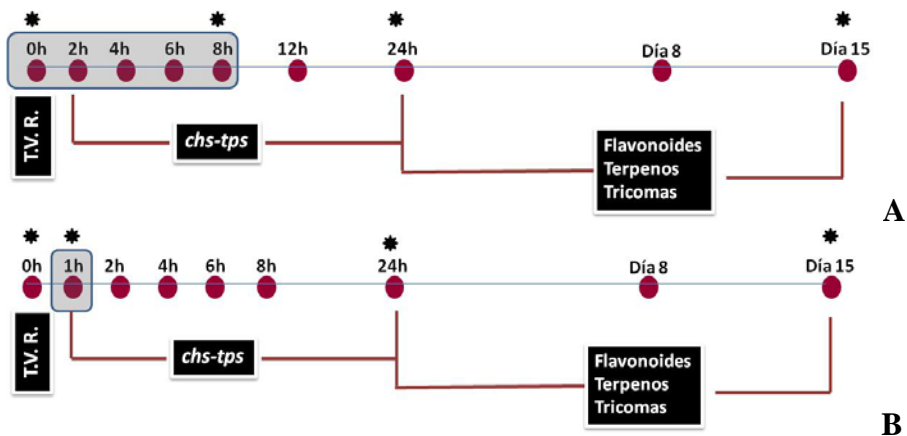 0h 2h 4h 6h 8h 12h 24h Día 8 Día 15
T.V. R.
chs-tps
Flavonoides
Terpenos
Tricomas
A
0h 1h 2h 4h 6h 8h 24h Día 8 Día 15
T.V. R.
chs-tps
Flavonoides
Terpenos
Tricomas
B